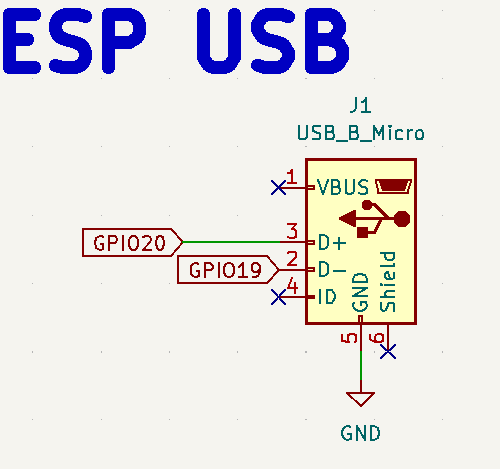 ESP USB
J1
USB_B_Micro
1
VBUS
GPIO20
3
D+
GPIO19
2
D-
4
ID
GND
Shield
5
6
GND